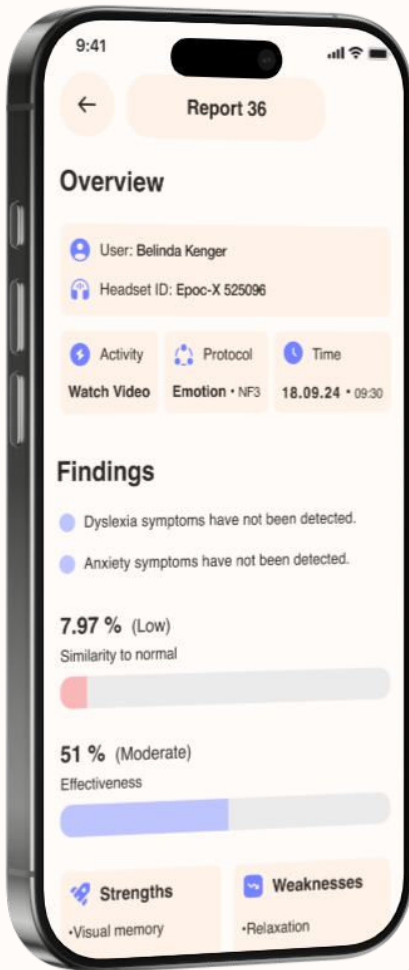 9:41
Report 36
Overview
User: Belinda Kenger
Headset ID: Epoc-X 525096
Activity
Protocol
Time
Watch Video
Emotion • NF3
18.09.24 • 09:30
Findings
Dyslexia symptoms have not been detected.
Anxiety symptoms have not been detected.
7.97 % (Low)
Similarity to normal
51 % (Moderate)
Effectiveness
Strengths
Weaknesses
•Visual memory
•Relaxation